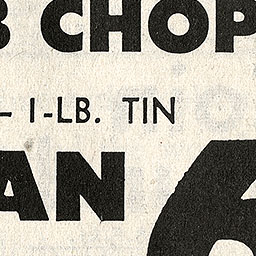 B CHOP
- 1-LB. TIN
AN 6